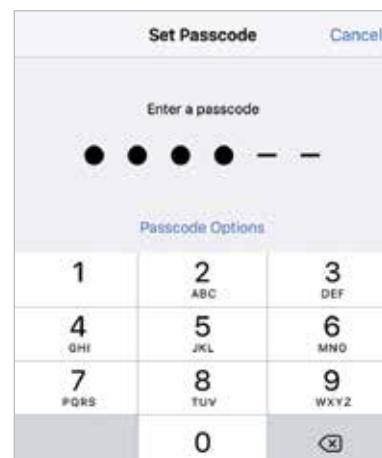 Set Passcode Cancel
Enter a passcode
Passcode Options
1 2 3
ABC DEF
4 5 6
GHI JKL MNO
7 8 9
PQRS TUV WXYZ
0